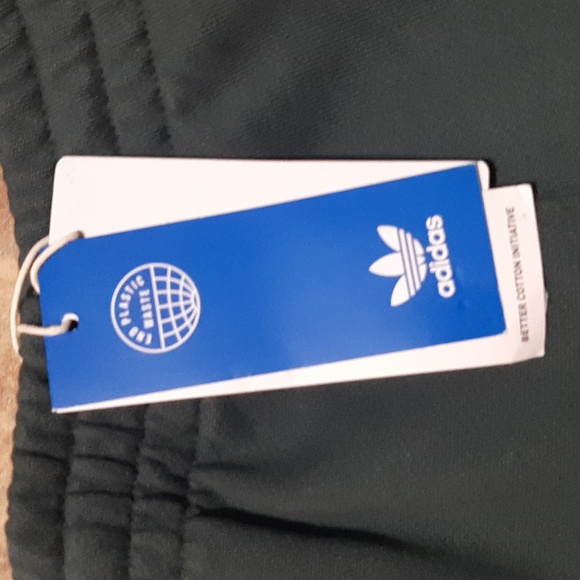 END PLASTIC
WASTE
adidas
BETTER COTTON INITIATIVE